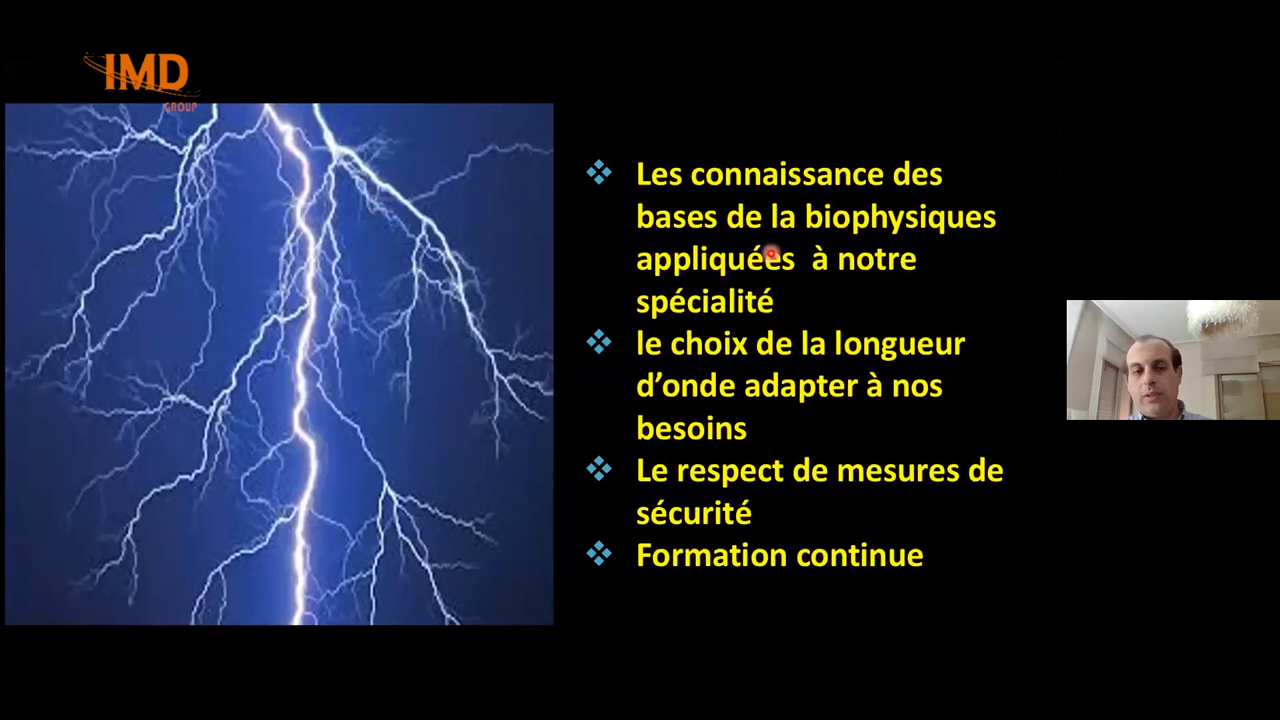 IMD
GROUP
Les connaissance des
bases de la biophysiques
appliquées à notre
spécialité
le choix de la longueur
d’onde adapter à nos
besoins
Le respect de mesures de
sécurité
Formation continue